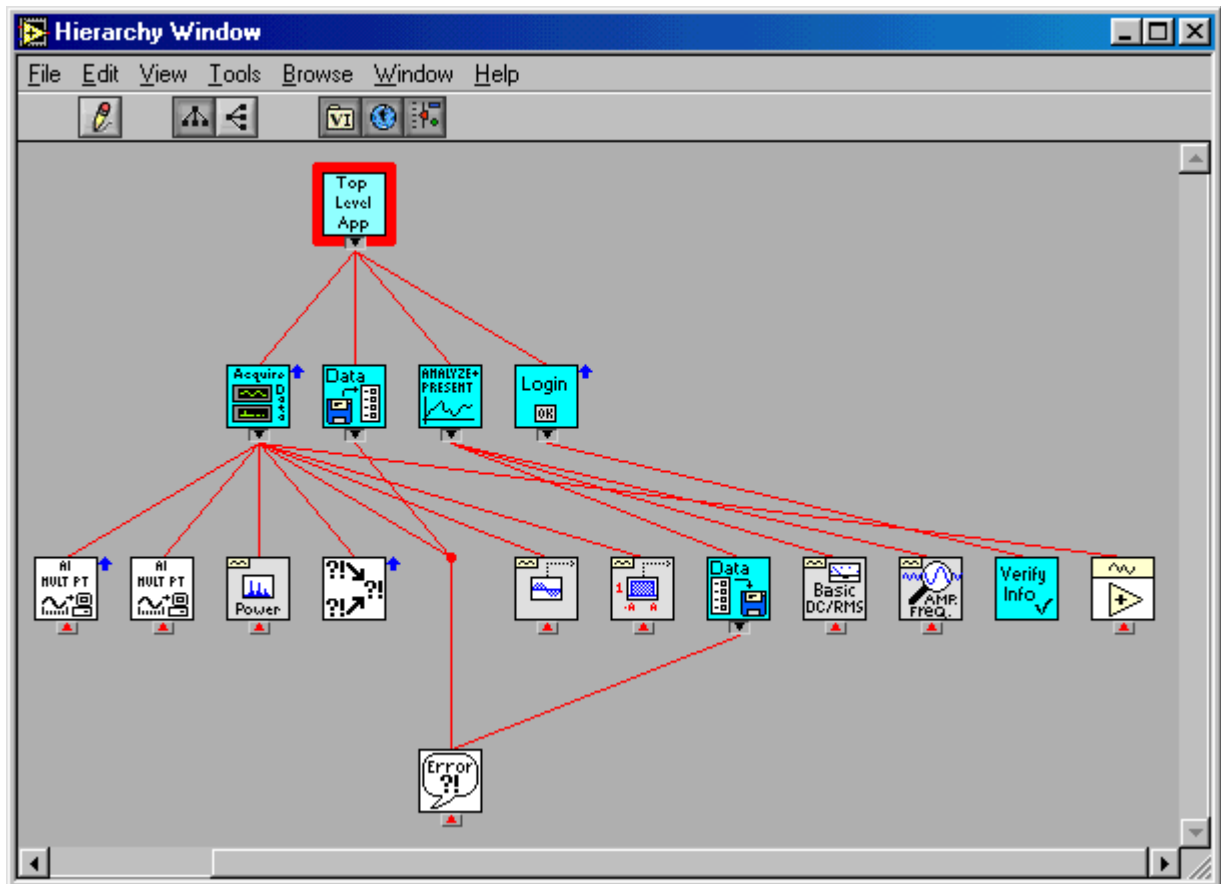 Hierarchy Window
File Edit View Tools Browse Window Help
VI
Top
Level
App
Acquire
Data
Data
ANALYZE+
PRESENT
Login
OK
AI
MULT PT
AI
MULT PT
Power
?!
?!
?!
1
-A A
Data
Basic
DC/RMS
AMP.
FREQ.
Verify
Info
Error
?!